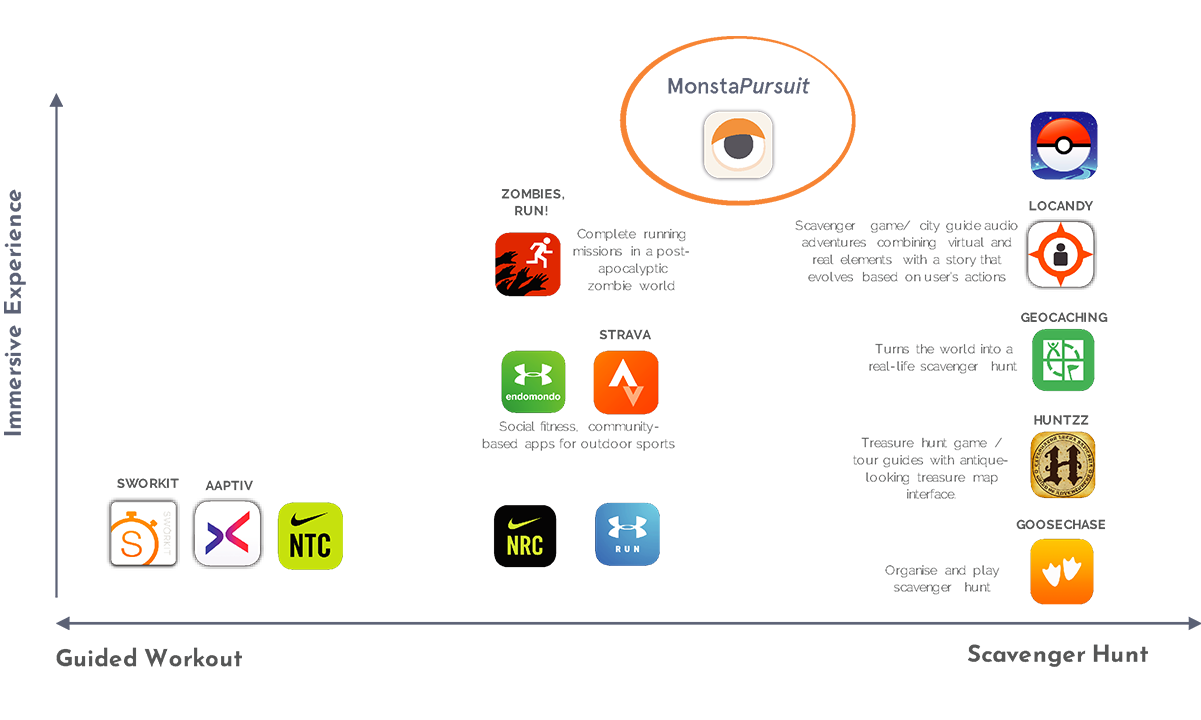 MonstaPursuit
Immersive Experience
ZOMBIES,
RUN!
Complete running
missions in a post-
apocalyptic
zombie world
LOCANDY
Scavenger game/ city guide audio
adventures combining virtual and
real elements with a story that
evolves based on user's actions
GEOCACHING
Turns the world into a
real-life scavenger hunt
STRAVA
endomondo
Social fitness, community-
based apps for outdoor sports
HUNTZZ
Treasure hunt game /
tour guides with antique-
looking treasure map
interface
H
SWORKIT
S
SWORKIT
AAPTIV
NTC
NRC
RUN
GOOSECHASE
Organise and play
scavenger hunt
Guided Workout
Scavenger Hunt